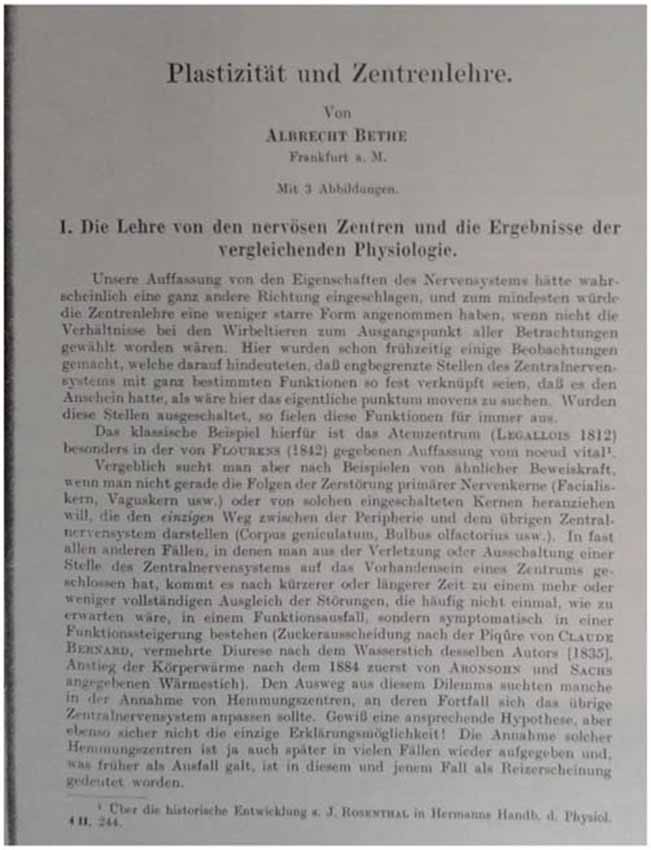 Plastizität und Zentrenlehre.
Von
ALBRECHT BETHE
Frankfurt a. M.
Mit 3 Abbildungen.
I. Die Lehre von den nervösen Zentren und die Ergebnisse der
vergleichenden Physiologie.
Unsere Auffassung von den Eigenschaften des Nervensystems hätte wahr-
scheinlich eine ganz andere Richtung eingeschlagen, und zum mindesten würde
die Zentrenlehre eine weniger starre Form angenommen haben, wenn nicht die
Verhältnisse bei den Wirbeltieren zum Ausgangspunkt aller Betrachtungen
gewählt worden wären. Hier wurden schon frühzeitig einige Beobachtungen
gemacht, welche darauf hindeuteten, daß engbegrenzte Stellen des Zentralnerven-
systems mit ganz bestimmten Funktionen so fest verknüpft seien, daß es den
Anschein hatte, als wäre hier das eigentliche punktum movens zu suchen. Wurden
diese Stellen ausgeschaltet, so fielen diese Funktionen für immer aus.
Das klassische Beispiel hierfür ist das Atemzentrum (LEGALLOIS 1812)
besonders in der von FLOURENS (1842) gegebenen Auffassung vom noeud vital¹.
Vergeblich sucht man aber nach Beispielen von ähnlicher Beweiskraft,
wenn man nicht gerade die Folgen der Zerstörung primärer Nervenkerne (Facialis-
kern, Vaguskern usw.) oder von solchen eingeschalteten Kernen heranziehen
will, die den einzigen Weg zwischen der Peripherie und dem übrigen Zentral-
nervensystem darstellen (Corpus geniculatum, Bulbus olfactorius usw.). In fast
allen anderen Fällen, in denen man aus der Verletzung oder Ausschaltung einer
Stelle des Zentralnervensystems auf das Vorhandensein eines Zentrums ge-
schlossen hat, kommt es nach kürzerer oder längerer Zeit zu einem mehr oder
weniger vollständigen Ausgleich der Störungen, die häufig nicht einmal, wie zu
erwarten wäre, in einem Funktionsausfall, sondern symptomatisch in einer
Funktionssteigerung bestehen (Zuckerausscheidung nach der Piqûre von CLAUDE
BERNARD, vermehrte Diurese nach dem Wasserstich desselben Autors [1835],
Anstieg der Körperwärme nach dem 1884 zuerst von ARONSOHN und SACHS
angegebenen Wärmestich). Den Ausweg aus diesem Dilemma suchten manche
in der Annahme von Hemmungszentren, an deren Fortfall sich das übrige
Zentralnervensystem anpassen sollte. Gewiß eine ansprechende Hypothese, aber
ebenso sicher nicht die einzige Erklärungsmöglichkeit! Die Annahme solcher
Hemmungszentren ist ja auch später in vielen Fällen wieder aufgegeben und,
was früher als Ausfall galt, ist in diesem und jenem Fall als Reizerscheinung
gedeutet worden.
¹ Über die historische Entwicklung s. J. ROSENTHAL in Hermanns Handb. d. Physiol.
4 II, 244.